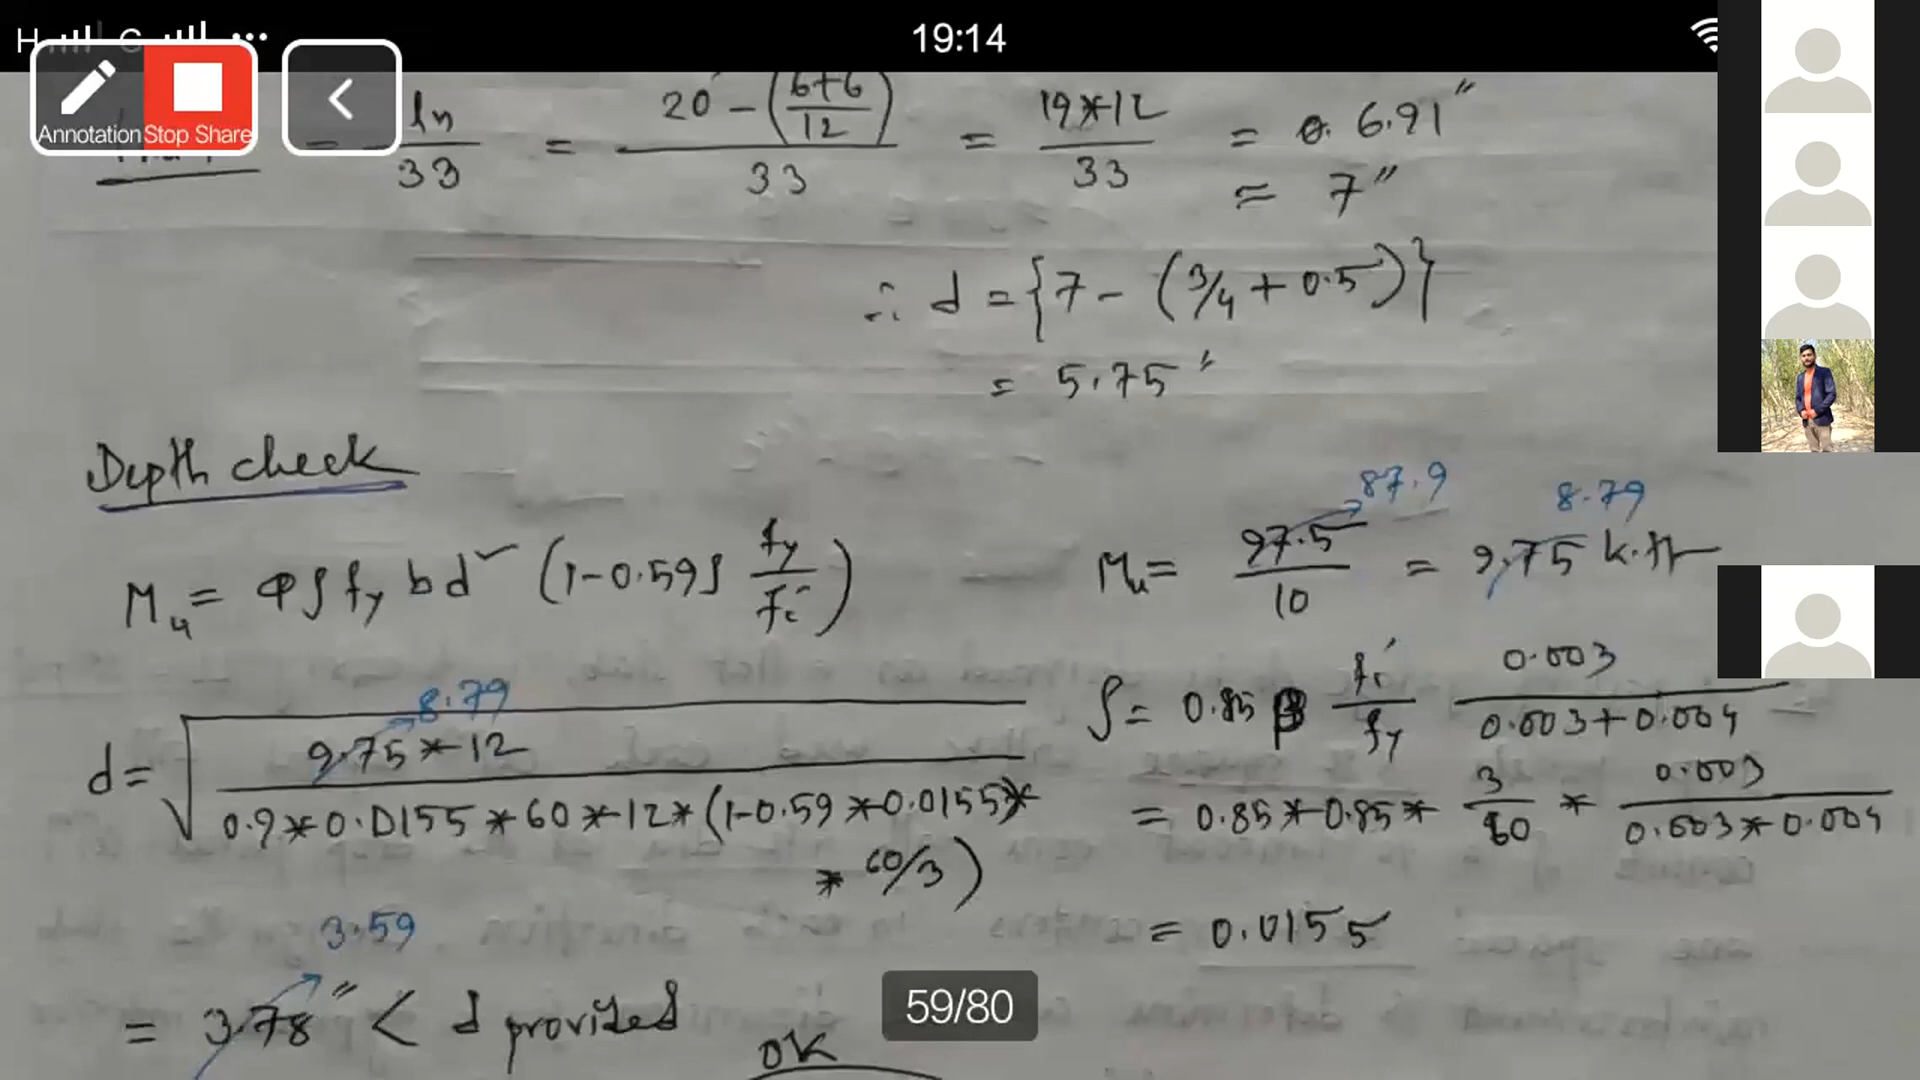 19:14
Annotation Stop Share
= ln/33 = 20 - (6+6/12)/33 = 19*12/33 = 6.91"
≈ 7"
∴ d = {7 - (3/4 + 0.5)}
= 5.75"
Depth check
Mu = φ ρ fy b d² (1-0.59ρ fy/fc')
87.9
8.79
Mu = 97.5/10 = 9.75 k.ft
ρ = 0.85 β fc'/fy 0.003/0.003+0.004
= 0.85*0.85* 3/60 * 0.003/0.003*0.004
= 0.0155
8.79
d = √ 9.75*12/0.9*0.0155*60*12*(1-0.59*0.0155*
* 60/3)
3.59
= 3.78" < d provided
OK
59/80